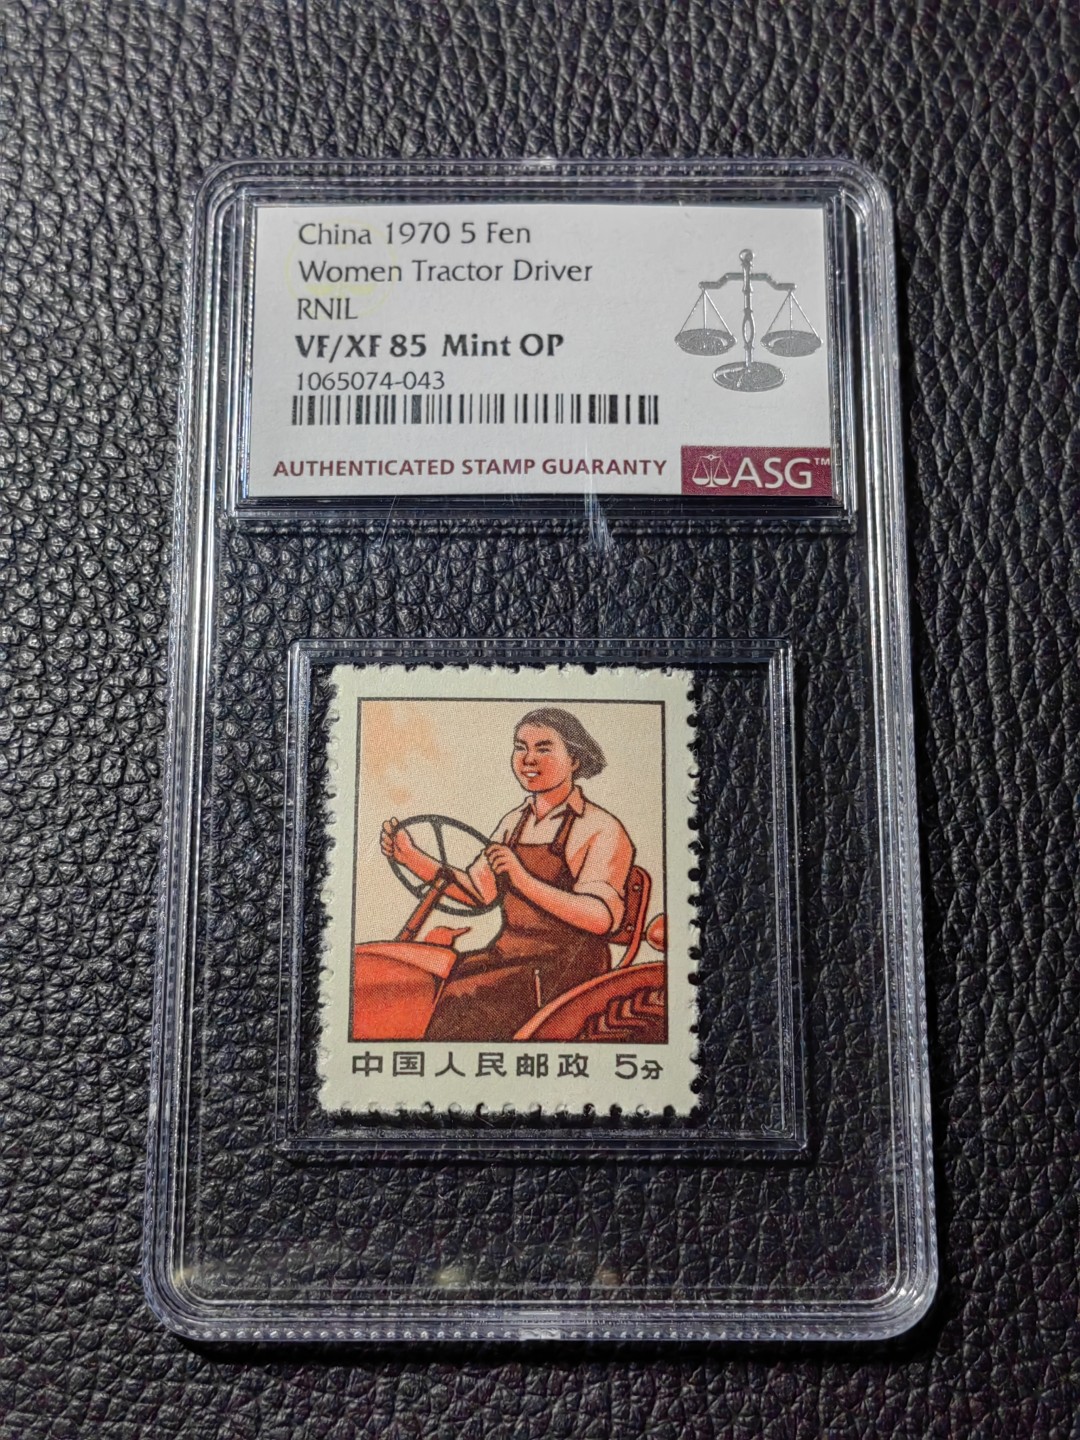 China 1970 5 Fen
Women Tractor Driver
RNIL
VF/XF 85 Mint OP
1065074-043
AUTHENTICATED STAMP GUARANTY ASG™
中国人民邮政 5分